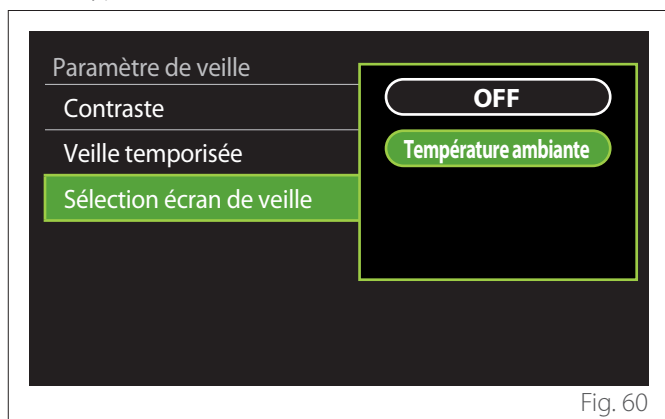 Paramètre de veille
Contraste
Veille temporisée
Sélection écran de veille
OFF
Température ambiante
Fig. 60